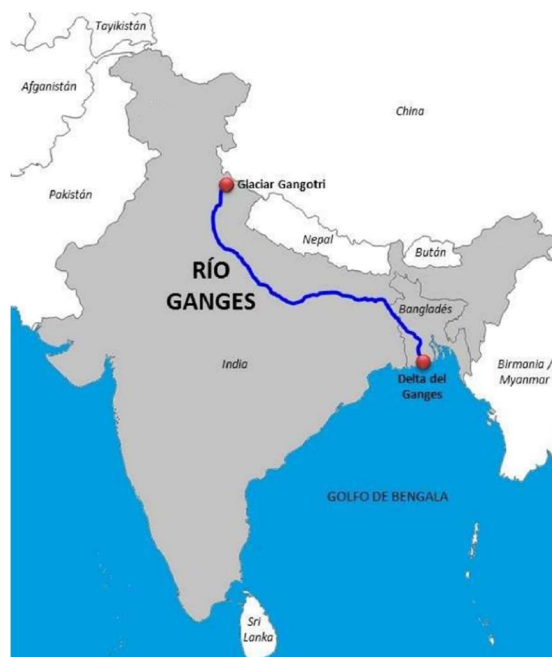 Tayikistán
Afganistán
China
Glaciar Gangotri
Pakistán
Nepal
Bután
RÍO
GANGES
Bangladés
India
Birmania /
Myanmar
Delta del
Ganges
GOLFO DE BENGALA
Sri
Lanka